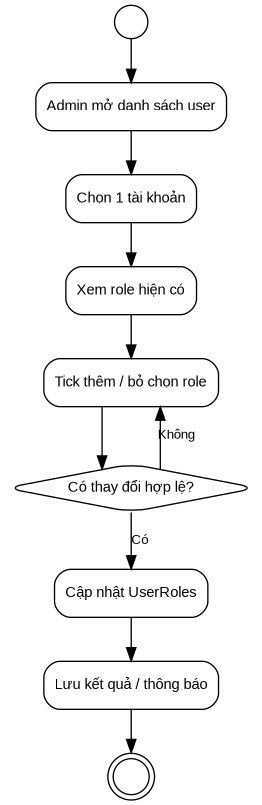 Admin mở danh sách user
Chọn 1 tài khoản
Xem role hiện có
Tick thêm / bỏ chọn role
Không
Có thay đổi hợp lệ?
Có
Cập nhật UserRoles
Lưu kết quả / thông báo